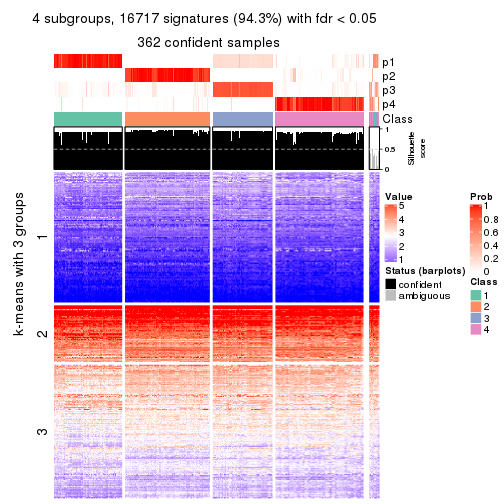 4 subgroups, 16717 signatures (94.3%) with fdr < 0.05
362 confident samples
p1
p2
p3
p4
Class
1
0.5
0
Silhouette
score
k-means with 3 groups
1
2
3
Value
5
4
3
2
1
Status (barplots)
confident
ambiguous
Prob
1
0.8
0.6
0.4
0.2
0
Class
1
2
3
4